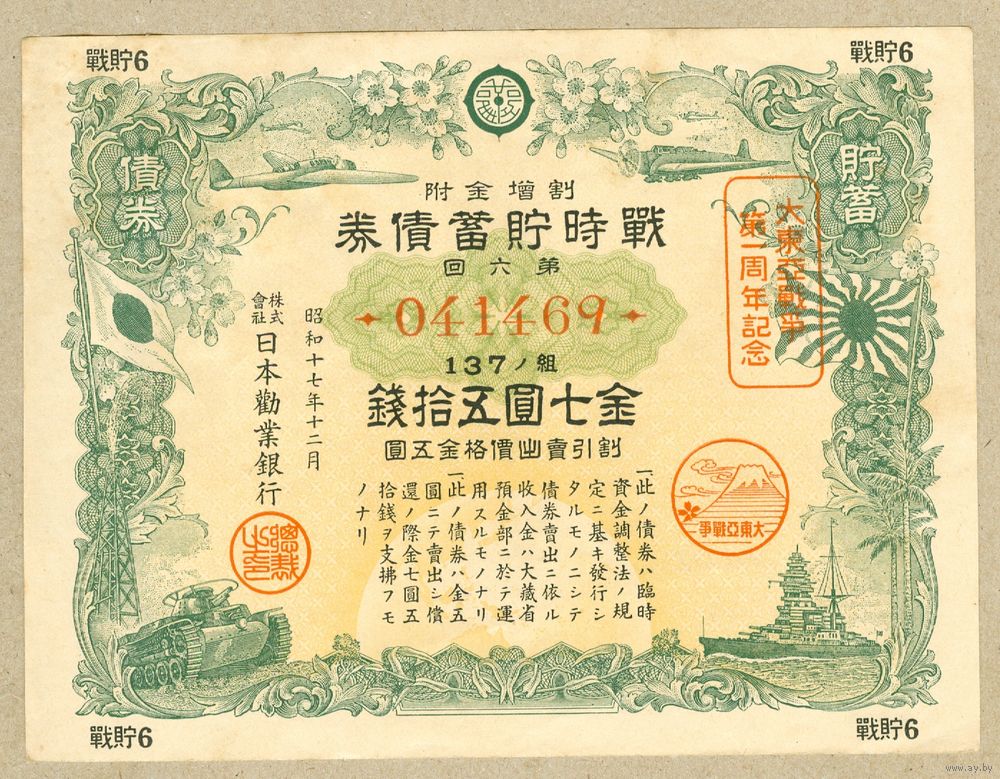 戰貯6
戰貯6
債券
貯蓄
割增金附
戰時貯蓄債券
第六回
041469
137ノ組
金七圓五拾錢
割引賣出價格金五圓
大東亞戰爭
第一周年記念
一此ノ債券ハ臨時
資金調整法ノ規
定ニ基キ發行シ
タルモノニシテ
債券賣出ニ依ル
收入金ハ大藏省
預金部ニ於テ運
用スルモノナリ
一此ノ債券ハ金五
圓ニテ賣出シ償
還ノ際金七圓五
拾錢ヲ支拂フモ
ノナリ
昭和十七年十二月
株式會社日本勸業銀行
總裁之印
大東亞戰爭
戰貯6
戰貯6
www.ay.by